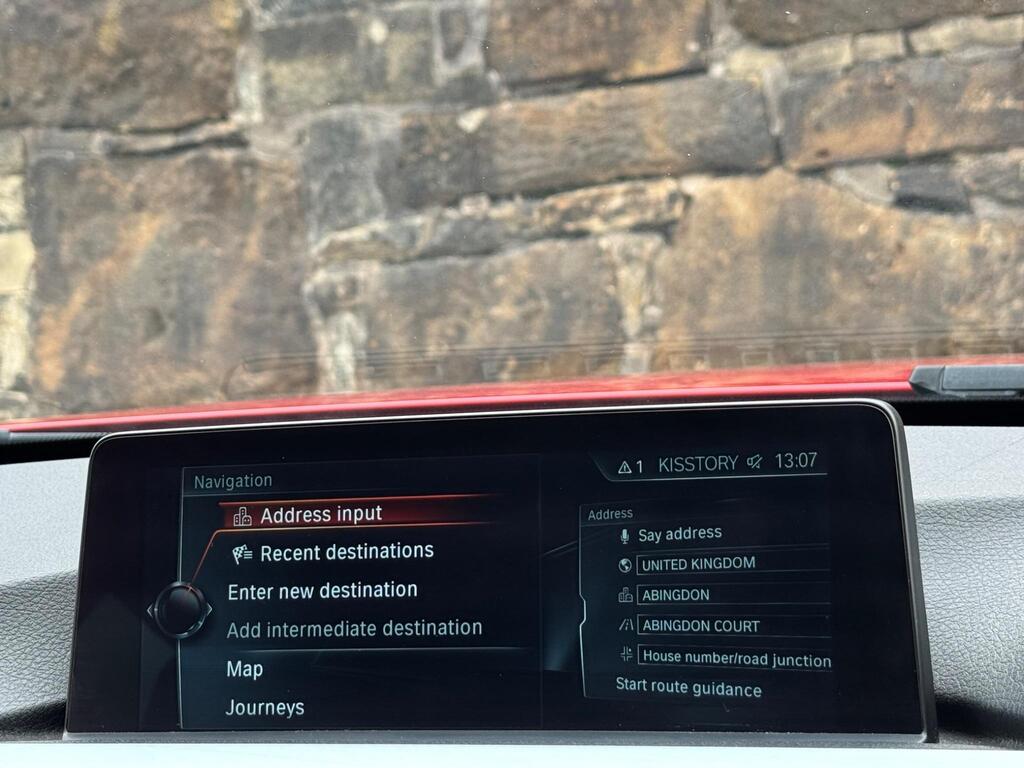 Navigation
Address input
Recent destinations
Enter new destination
Add intermediate destination
Map
Journeys
1 KISSTORY 13:07
Address
Say address
UNITED KINGDOM
ABINGDON
ABINGDON COURT
House number/road junction
Start route guidance